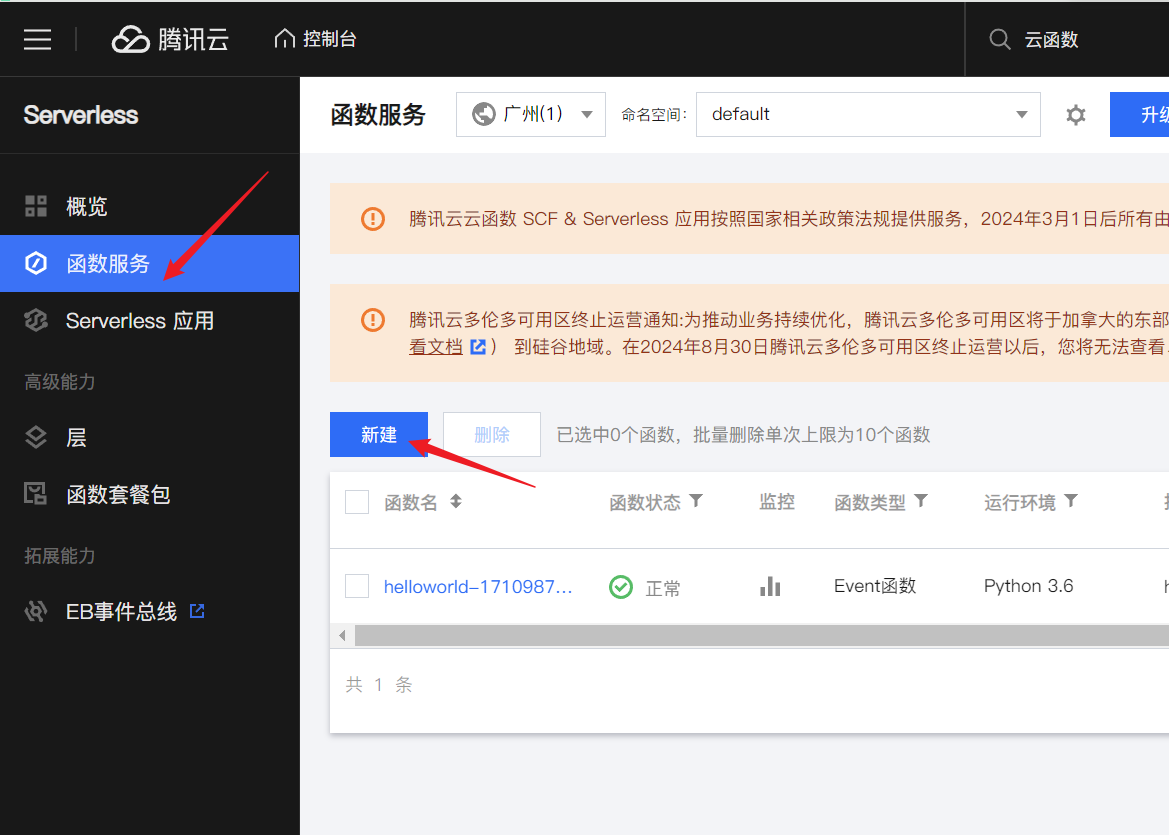 腾讯云
控制台
云函数
Serverless
函数服务
广州(1)
命名空间:
default
概览
函数服务
Serverless 应用
高级能力
层
函数套餐包
拓展能力
EB事件总线
腾讯云云函数 SCF & Serverless 应用按照国家相关政策法规提供服务，2024年3月1日后所有由
腾讯云多伦多可用区终止运营通知:为推动业务持续优化，腾讯云多伦多可用区将于加拿大的东部
看文档 ） 到硅谷地域。在2024年8月30日腾讯云多伦多可用区终止运营以后，您将无法查看
新建
删除
已选中0个函数，批量删除单次上限为10个函数
函数名
函数状态
监控
函数类型
运行环境
helloworld-1710987...
正常
Event函数
Python 3.6
共 1 条